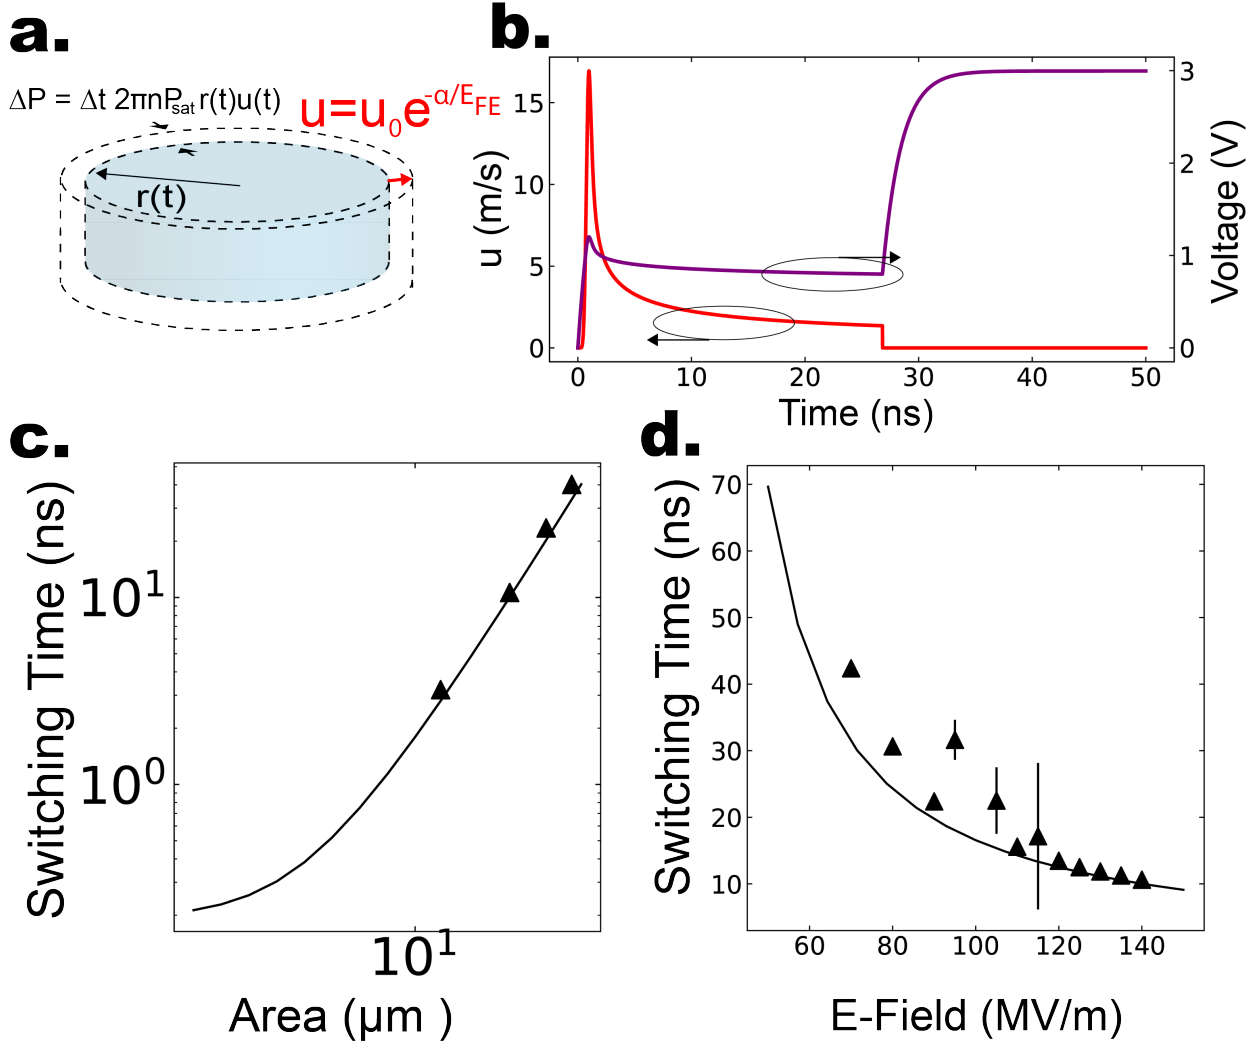 a.
ΔP = Δt 2πnPsat r(t)u(t)
u=u0e-α/EFE
r(t)
b.
u (m/s)
15
10
5
0
Voltage (V)
3
2
1
0
0 10 20 30 40 50
Time (ns)
c.
Switching Time (ns)
10¹
10⁰
10¹
Area (μm )
d.
Switching Time (ns)
70
60
50
40
30
20
10
60 80 100 120 140
E-Field (MV/m)